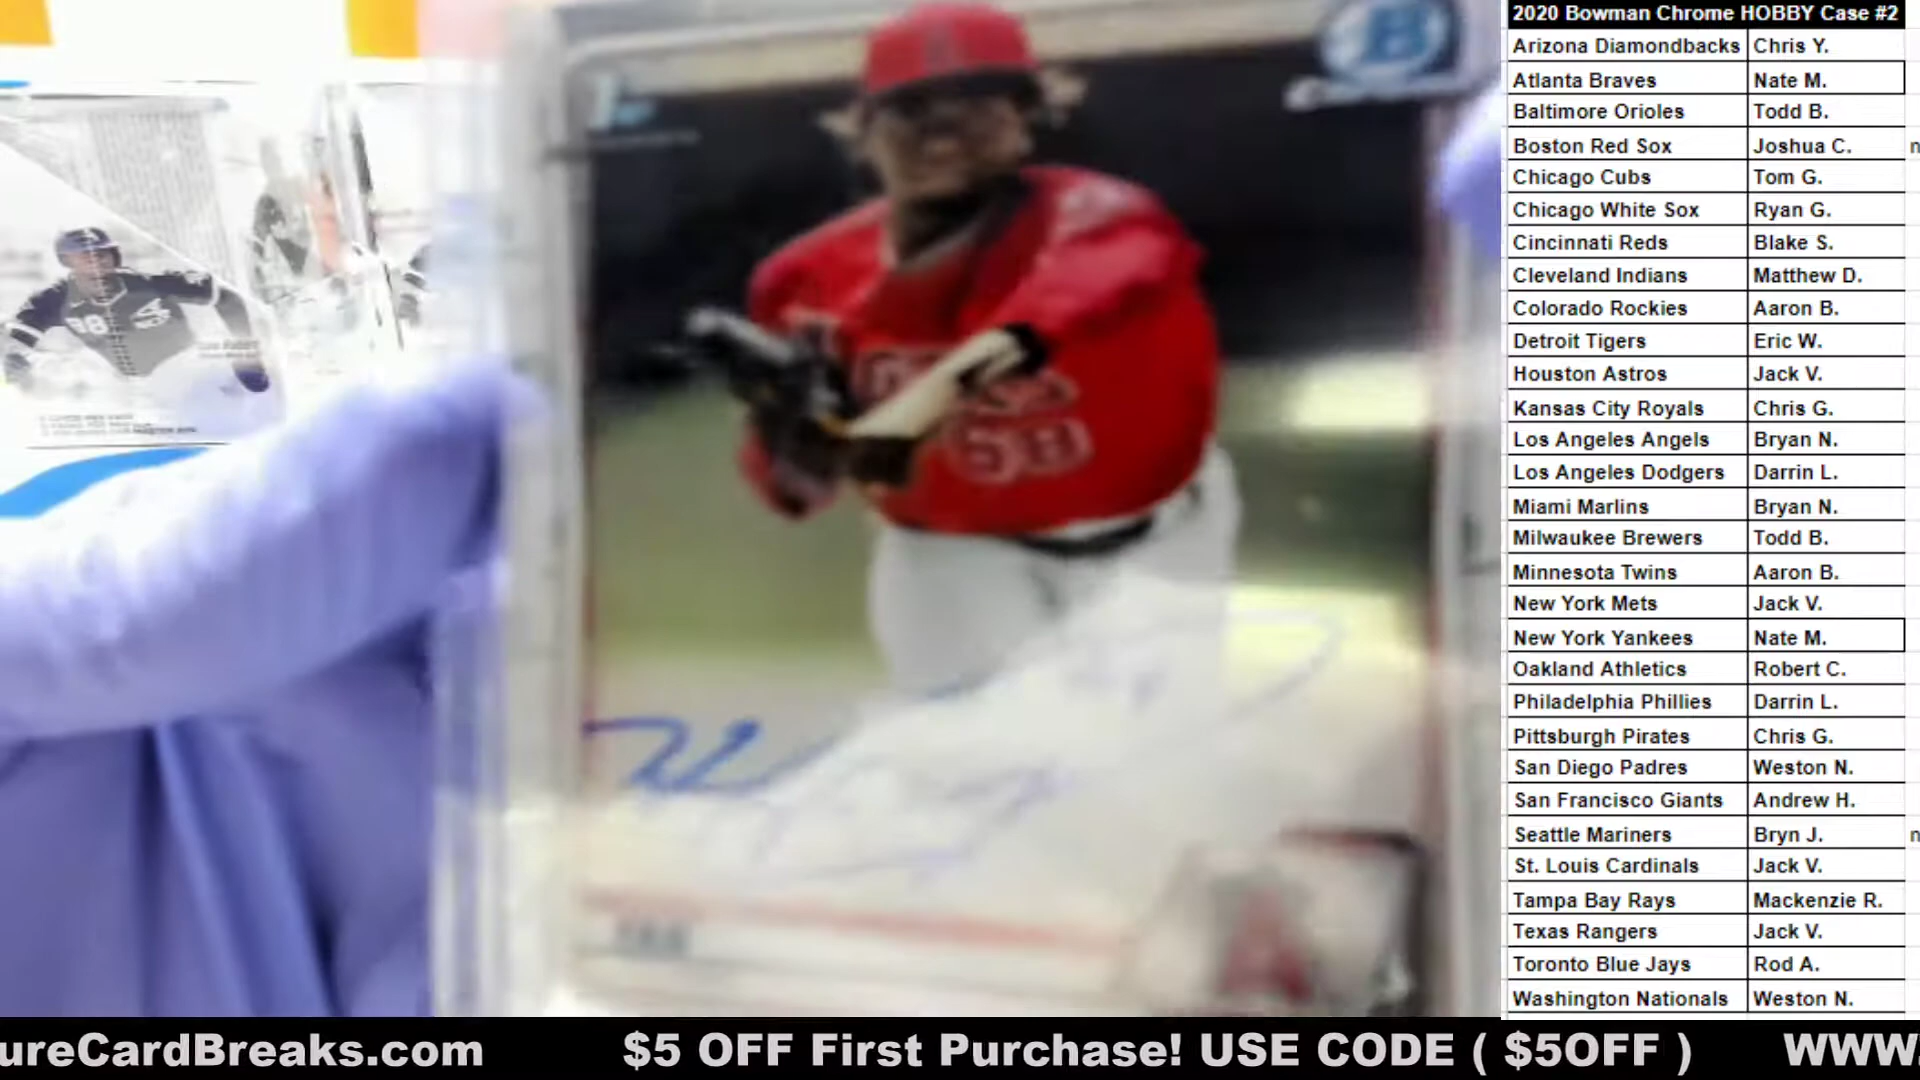 2020 Bowman Chrome HOBBY Case #2
Arizona Diamondbacks Chris Y.
Atlanta Braves Nate M.
Baltimore Orioles Todd B.
Boston Red Sox Joshua C. n
Chicago Cubs Tom G.
Chicago White Sox Ryan G.
Cincinnati Reds Blake S.
Cleveland Indians Matthew D.
Colorado Rockies Aaron B.
Detroit Tigers Eric W.
Houston Astros Jack V.
Kansas City Royals Chris G.
Los Angeles Angels Bryan N.
Los Angeles Dodgers Darrin L.
Miami Marlins Bryan N.
Milwaukee Brewers Todd B.
Minnesota Twins Aaron B.
New York Mets Jack V.
New York Yankees Nate M.
Oakland Athletics Robert C.
Philadelphia Phillies Darrin L.
Pittsburgh Pirates Chris G.
San Diego Padres Weston N.
San Francisco Giants Andrew H.
Seattle Mariners Bryn J. n
St. Louis Cardinals Jack V.
Tampa Bay Rays Mackenzie R.
Texas Rangers Jack V.
Toronto Blue Jays Rod A.
Washington Nationals Weston N.
B
58
98
ureCardBreaks.com $5 OFF First Purchase! USE CODE ( $5OFF ) WWW.